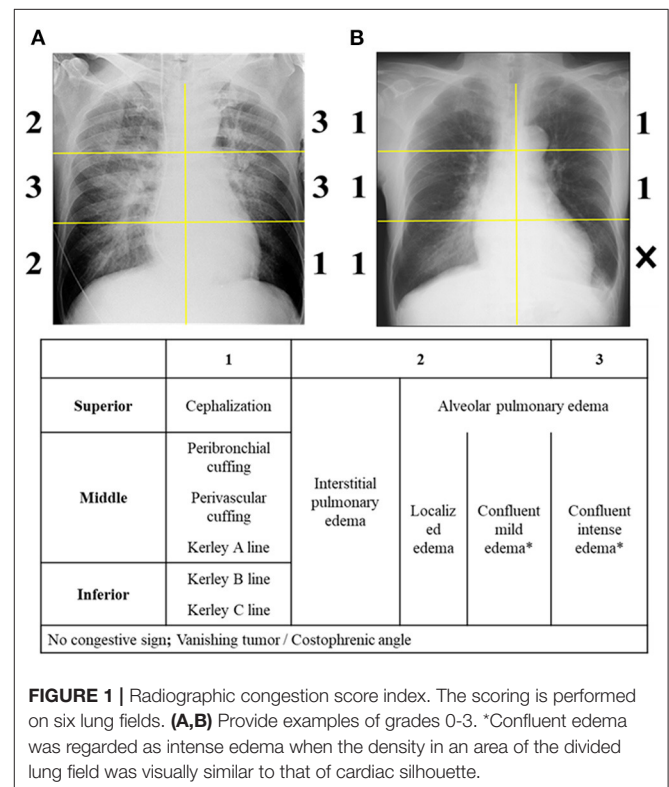 A
B
2
3
1
1
3
3
1
1
2
1
1
X
1
2
3
Superior
Cephalization
Alveolar pulmonary edema
Middle
Peribronchial
cuffing
Perivascular
cuffing
Kerley A line
Interstitial
pulmonary
edema
Localiz
ed
edema
Confluent
mild
edema*
Confluent
intense
edema*
Inferior
Kerley B line
Kerley C line
No congestive sign; Vanishing tumor / Costophrenic angle
FIGURE 1 | Radiographic congestion score index. The scoring is performed
on six lung fields. (A,B) Provide examples of grades 0-3. *Confluent edema
was regarded as intense edema when the density in an area of the divided
lung field was visually similar to that of cardiac silhouette.